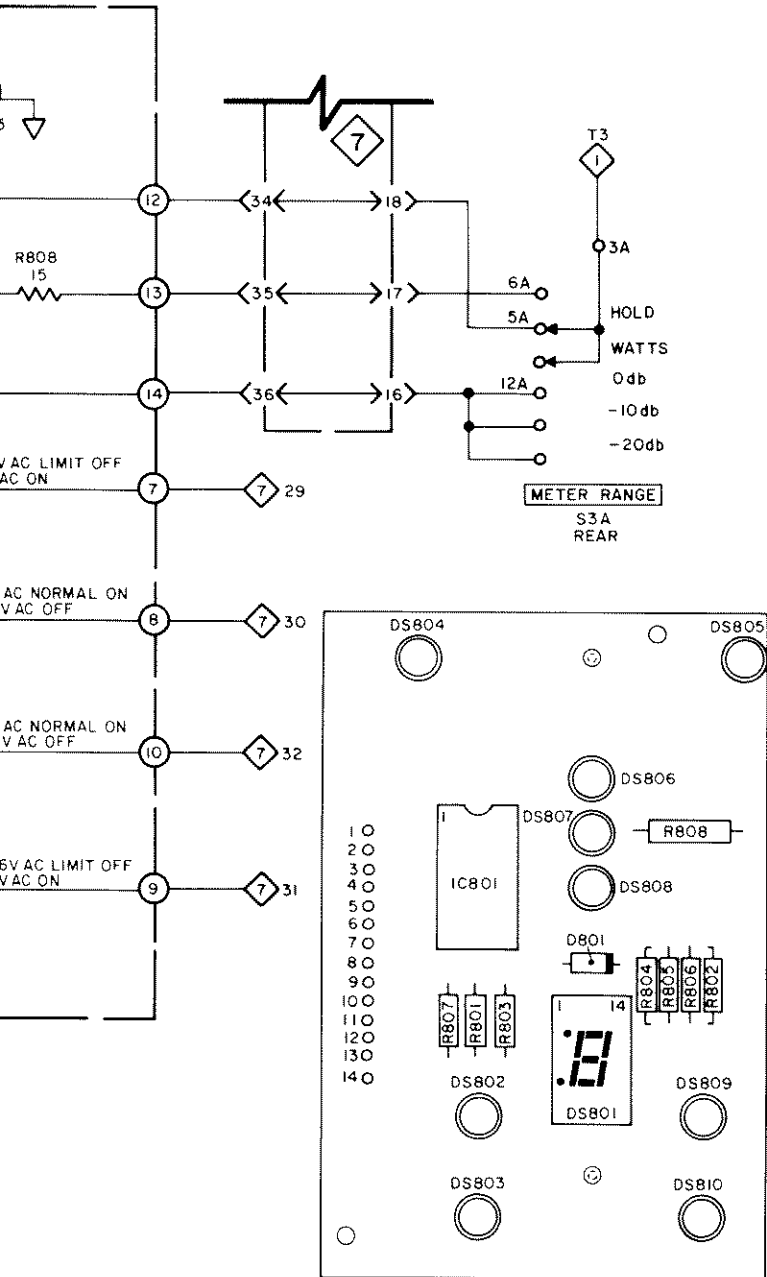 7
T3
1
12
34
18
3A
R808
15
13
35
17
6A
HOLD
5A
WATTS
14
36
16
12A
0db
-10db
-20db
V AC LIMIT OFF
AC ON
7
7
29
METER RANGE
S3A
REAR
AC NORMAL ON
V AC OFF
8
7
30
AC NORMAL ON
V AC OFF
10
7
32
6V AC LIMIT OFF
V AC ON
9
7
31
DS804
DS805
DS806
DS807
R808
DS808
1
IC801
1
2
3
4
5
6
7
8
9
10
11
12
13
14
D801
R804
R805
R806
R802
R807
R801
R803
1 14
8
DS801
DS802
DS809
DS803
DS810